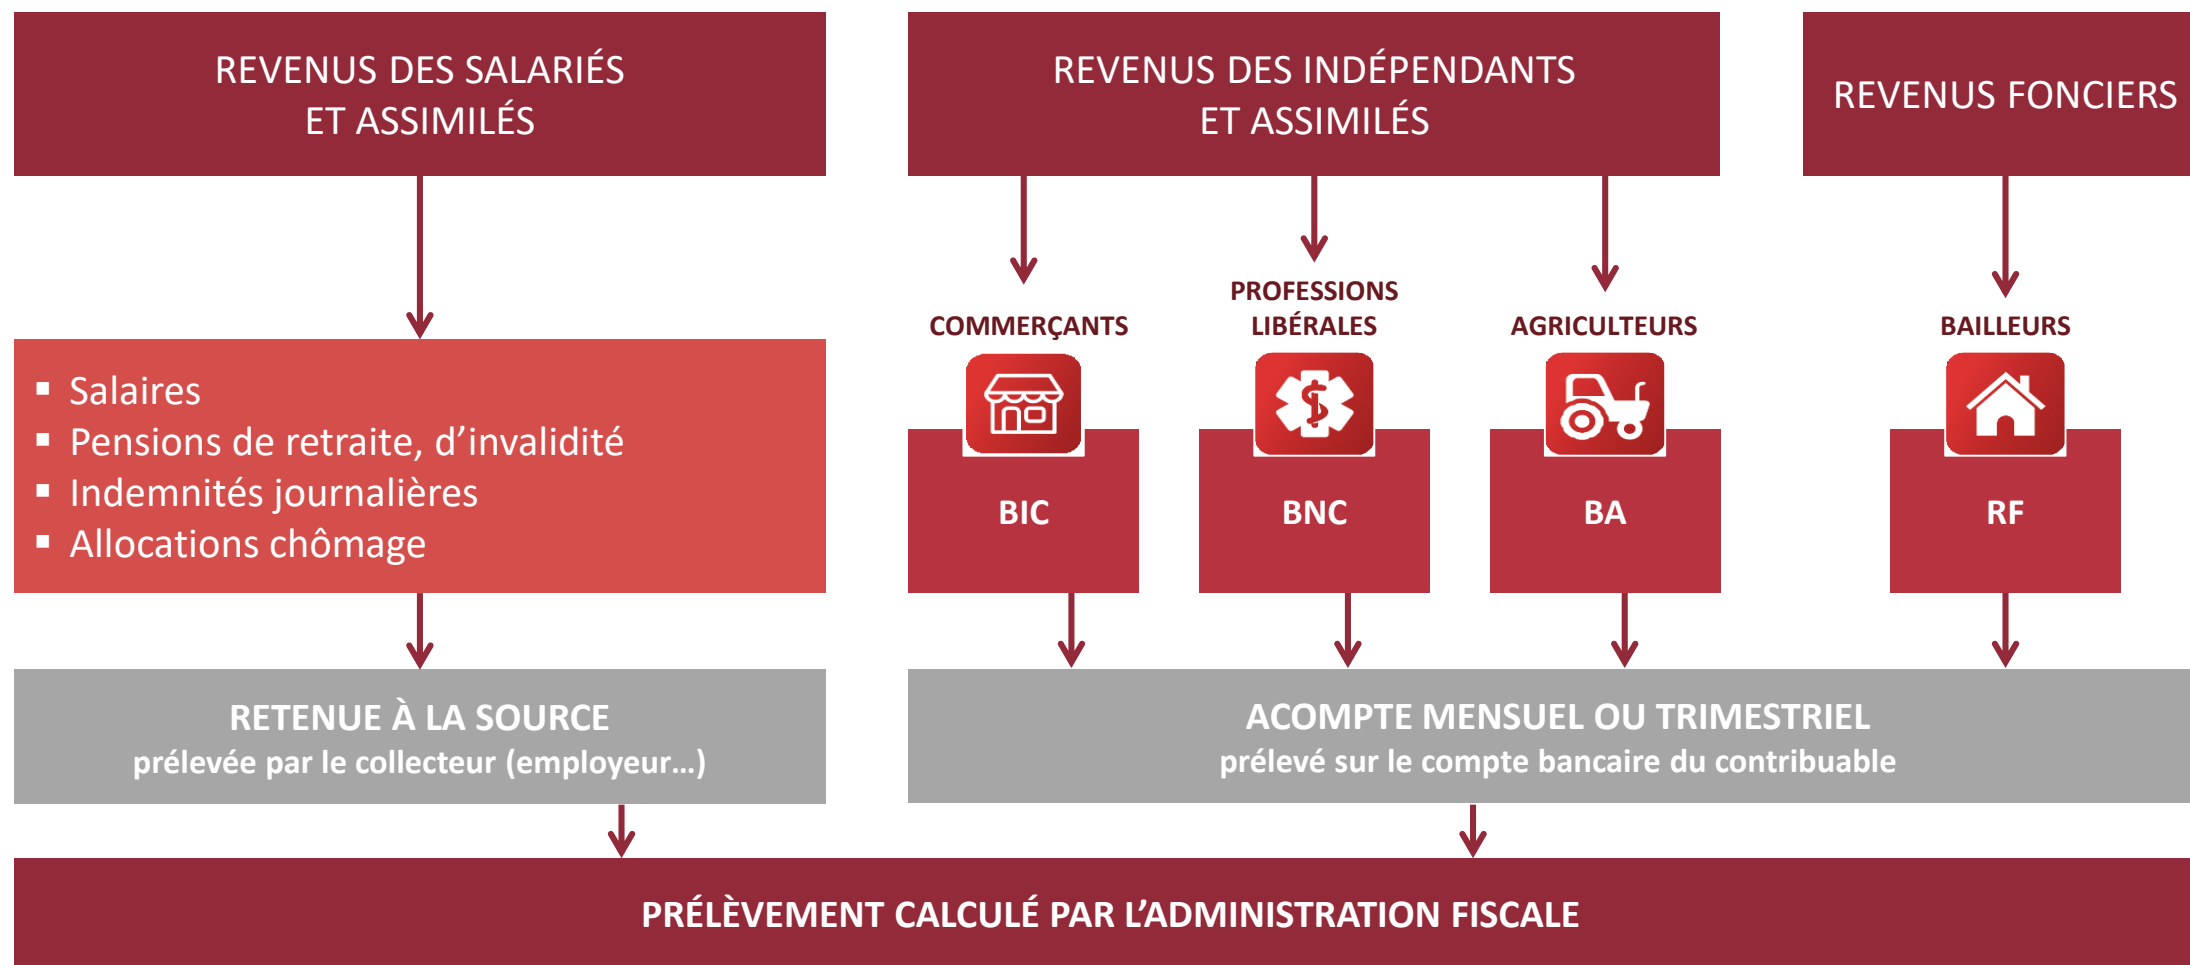 REVENUS DES SALARIÉS
ET ASSIMILÉS
REVENUS DES INDÉPENDANTS
ET ASSIMILÉS
REVENUS FONCIERS
COMMERÇANTS
PROFESSIONS
LIBÉRALES
AGRICULTEURS
BAILLEURS
▪ Salaires
▪ Pensions de retraite, d’invalidité
▪ Indemnités journalières
▪ Allocations chômage
BIC
BNC
BA
RF
RETENUE À LA SOURCE
prélevée par le collecteur (employeur…)
ACOMPTE MENSUEL OU TRIMESTRIEL
prélevé sur le compte bancaire du contribuable
PRÉLÈVEMENT CALCULÉ PAR L’ADMINISTRATION FISCALE